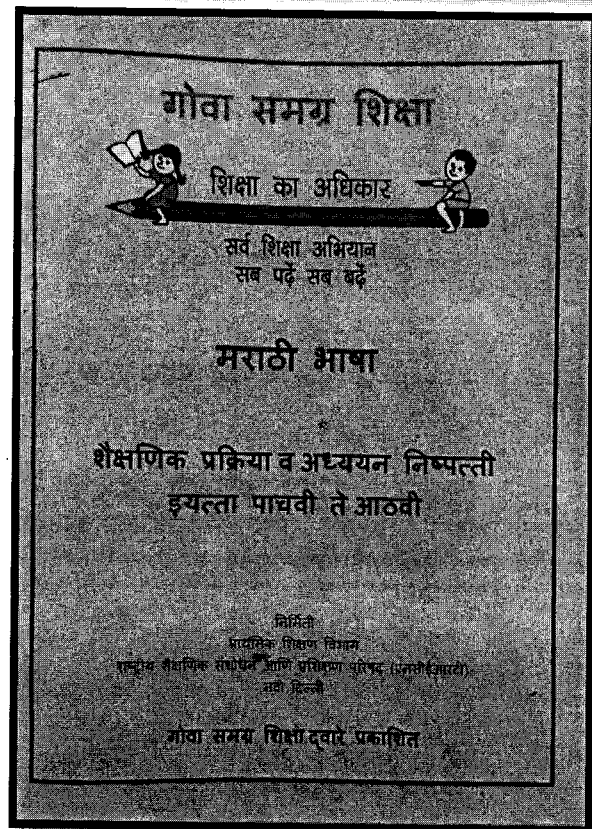 गोवा समग्र शिक्षा
शिक्षा का अधिकार
सर्व शिक्षा अभियान
सब पढ़ें सब बढ़ें
मराठी भाषा
शैक्षणिक प्रक्रिया व अध्ययन निष्पत्ती
इयत्ता पाचवी ते आठवी
निर्मिती
प्राथमिक शिक्षण विभाग
राष्ट्रीय शैक्षणिक संशोधन आणि प्रशिक्षण परिषद (एनसीईआरटी)
नवी दिल्ली
गोवा समग्र शिक्षा द्वारे प्रकाशित